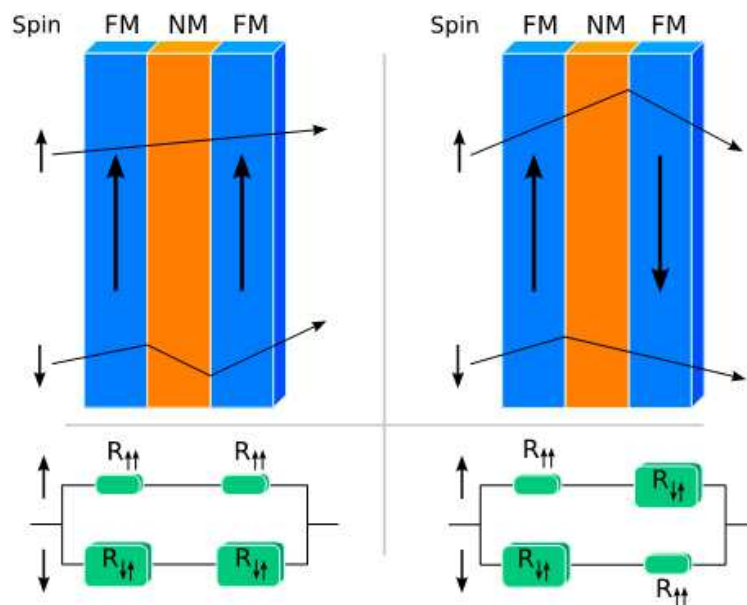 Spin FM NM FM
Spin FM NM FM
R↑↑ R↑↑
R↓↑ R↓↑
R↑↑ R↓↑
R↓↑ R↑↑